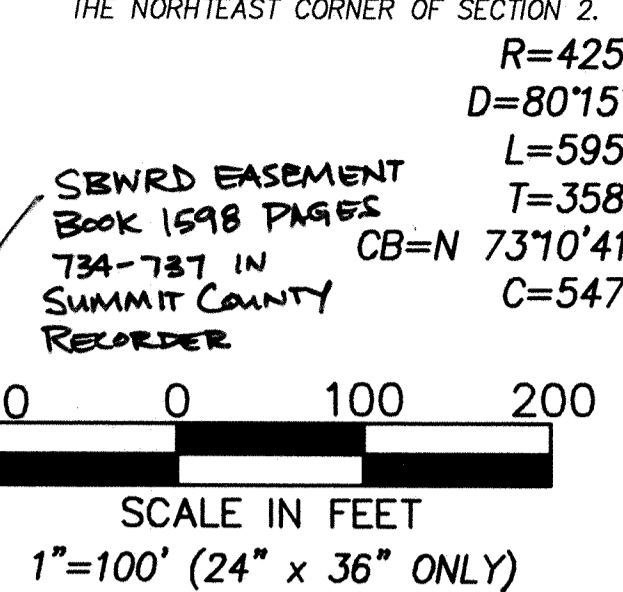 THE NORHTEAST CORNER OF SECTION 2.
R=425
D=80°15'
L=595
T=358
CB=N 73°10'41
C=547
SBWRD EASEMENT
BOOK 1598 PAGES
734-737 IN
SUMMIT COUNTY
RECORDER
0 0 100 200
SCALE IN FEET
1"=100' (24" x 36" ONLY)